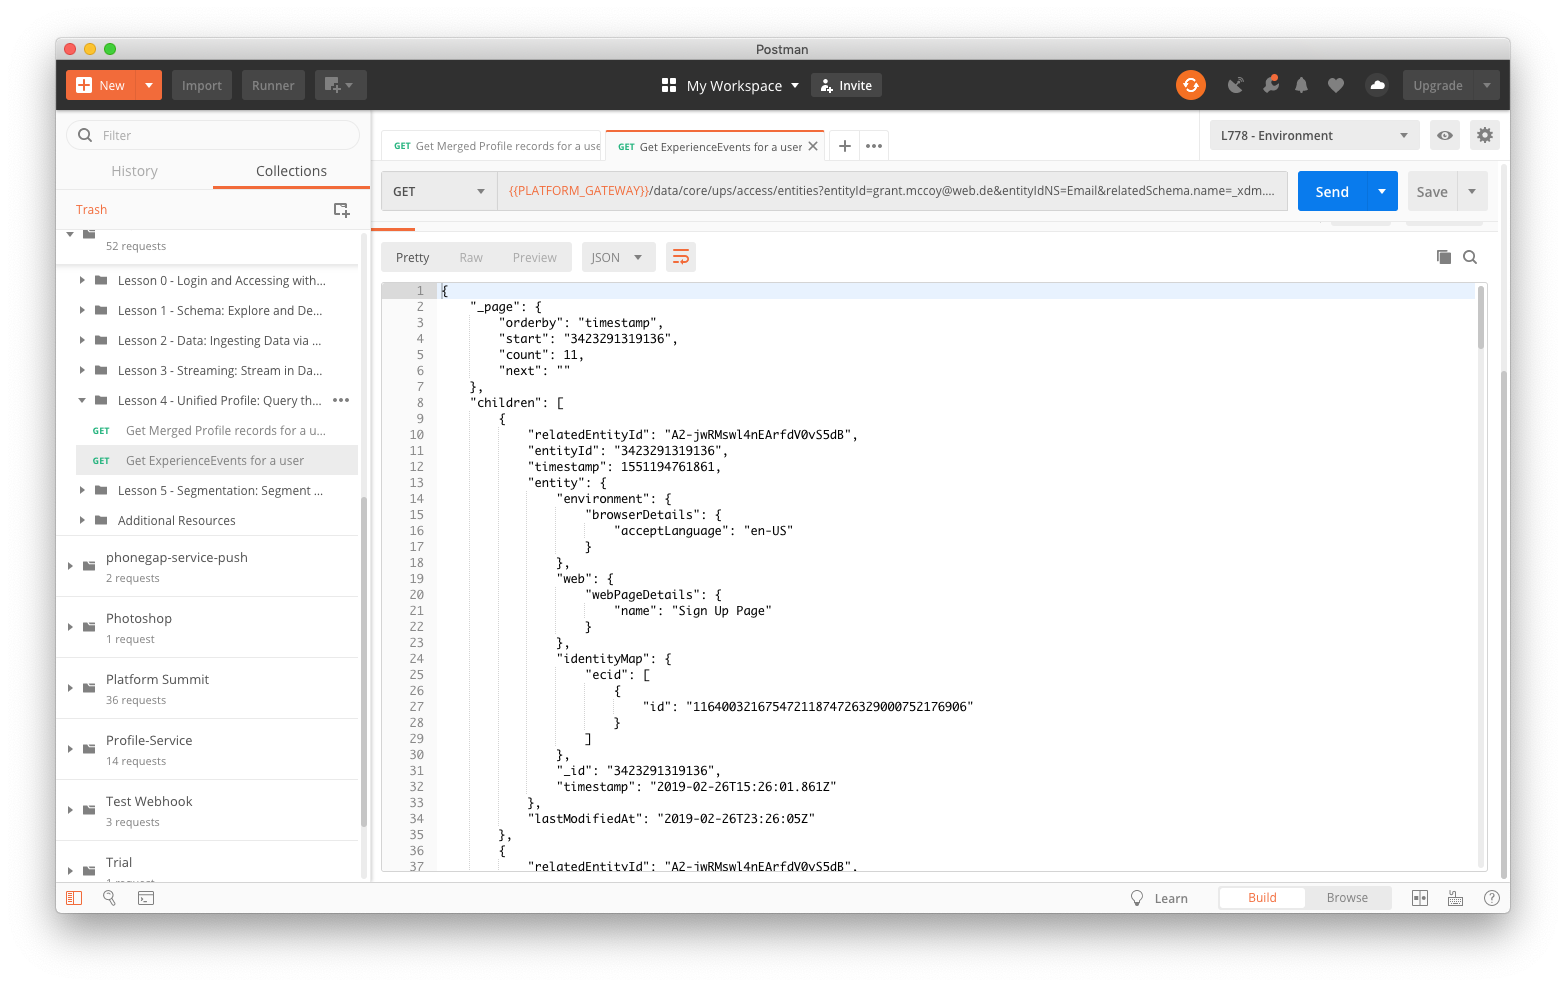 Postman
New
Import
Runner
My Workspace
Invite
Upgrade
Filter
History
Collections
Trash
52 requests
Lesson 0 - Login and Accessing with...
Lesson 1 - Schema: Explore and De...
Lesson 2 - Data: Ingesting Data via ...
Lesson 3 - Streaming: Stream in Da...
Lesson 4 - Unified Profile: Query th...
GET Get Merged Profile records for a u...
GET Get ExperienceEvents for a user
Lesson 5 - Segmentation: Segment ...
Additional Resources
phonegap-service-push
2 requests
Photoshop
1 request
Platform Summit
36 requests
Profile-Service
14 requests
Test Webhook
3 requests
Trial
GET Get Merged Profile records for a use
GET Get ExperienceEvents for a user
L778 - Environment
GET
{{PLATFORM_GATEWAY}}/data/core/ups/access/entities?entityId=grant.mccoy@web.de&entityIdNS=Email&relatedSchema.name=_xdm....
Send
Save
Pretty
Raw
Preview
JSON
1 {
2 "_page": {
3 "orderby": "timestamp",
4 "start": "3423291319136",
5 "count": 11,
6 "next": ""
7 },
8 "children": [
9 {
10 "relatedEntityId": "A2-jwRMswl4nEArfdV0vS5dB",
11 "entityId": "3423291319136",
12 "timestamp": 1551194761861,
13 "entity": {
14 "environment": {
15 "browserDetails": {
16 "acceptLanguage": "en-US"
17 }
18 },
19 "web": {
20 "webPageDetails": {
21 "name": "Sign Up Page"
22 }
23 },
24 "identityMap": {
25 "ecid": [
26 {
27 "id": "11640032167547211874726329000752176906"
28 }
29 ]
30 },
31 "_id": "3423291319136",
32 "timestamp": "2019-02-26T15:26:01.861Z"
33 },
34 "lastModifiedAt": "2019-02-26T23:26:05Z"
35 },
36 {
37 "relatedEntityId": "A2-jwRMswl4nEArfdV0vS5dB",
Learn
Build
Browse